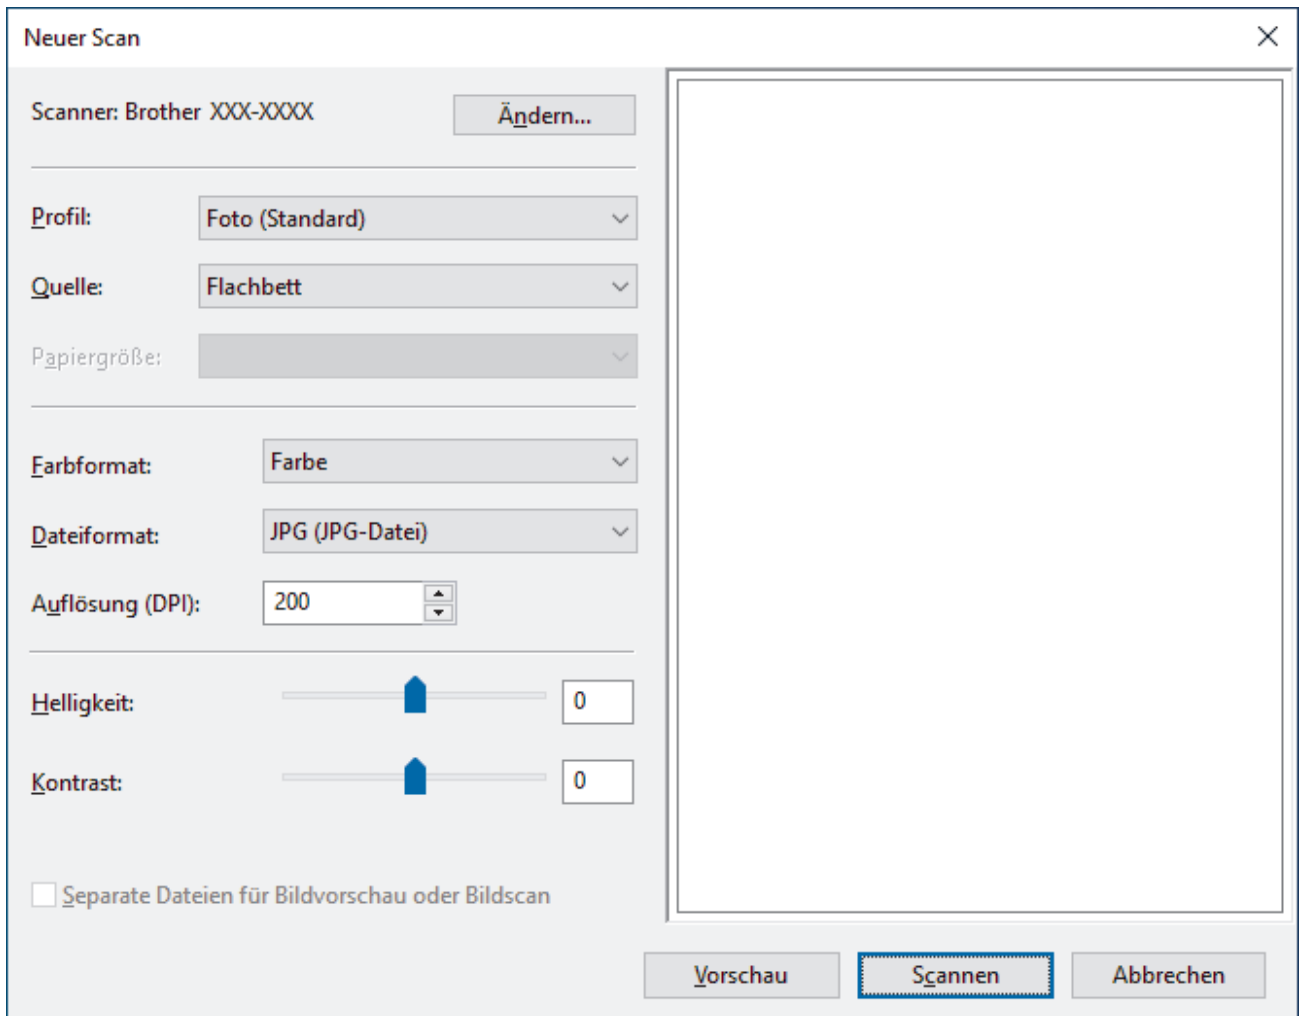 Neuer Scan
Scanner: Brother XXX-XXXX
Ändern...
Profil: Foto (Standard)
Quelle: Flachbett
Papiergröße:
Farbformat: Farbe
Dateiformat: JPG (JPG-Datei)
Auflösung (DPI): 200
Helligkeit: 0
Kontrast: 0
Separate Dateien für Bildvorschau oder Bildscan
Vorschau Scannen Abbrechen